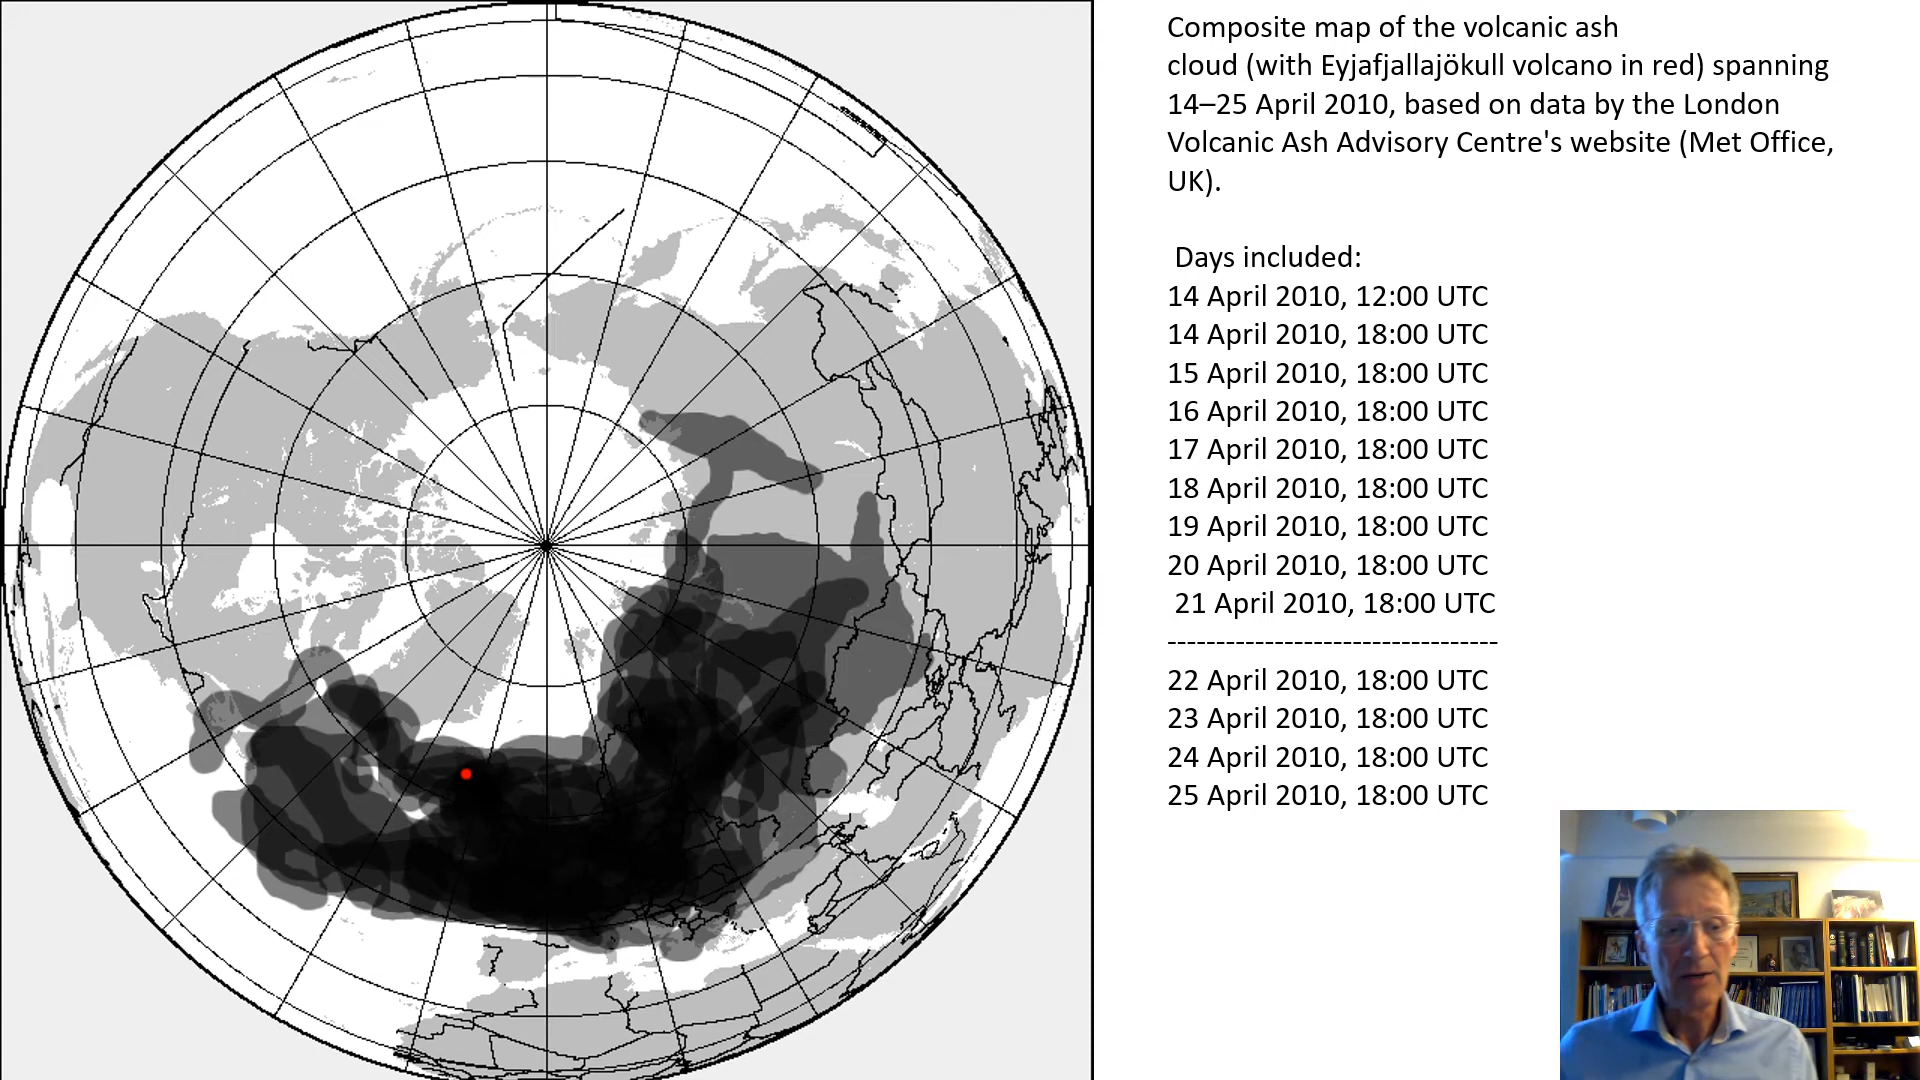 Composite map of the volcanic ash
cloud (with Eyjafjallajökull volcano in red) spanning
14–25 April 2010, based on data by the London
Volcanic Ash Advisory Centre's website (Met Office,
UK).
Days included:
14 April 2010, 12:00 UTC
14 April 2010, 18:00 UTC
15 April 2010, 18:00 UTC
16 April 2010, 18:00 UTC
17 April 2010, 18:00 UTC
18 April 2010, 18:00 UTC
19 April 2010, 18:00 UTC
20 April 2010, 18:00 UTC
21 April 2010, 18:00 UTC
----------------------------------
22 April 2010, 18:00 UTC
23 April 2010, 18:00 UTC
24 April 2010, 18:00 UTC
25 April 2010, 18:00 UTC